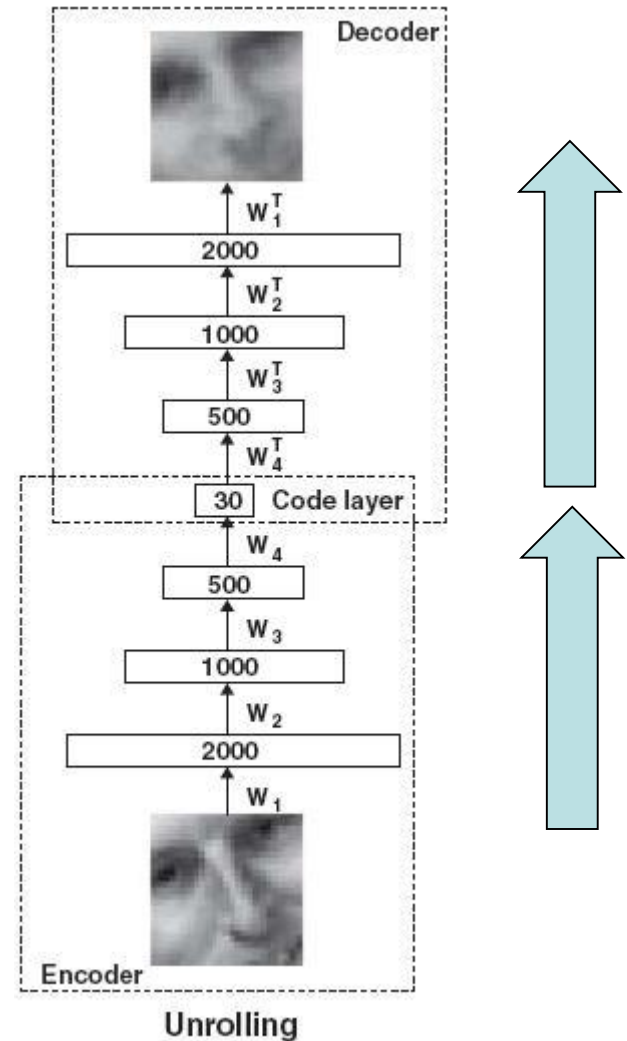 Decoder
W₁ᵀ
2000
W₂ᵀ
1000
W₃ᵀ
500
W₄ᵀ
30 Code layer
W₄
500
W₃
1000
W₂
2000
W₁
Encoder
Unrolling